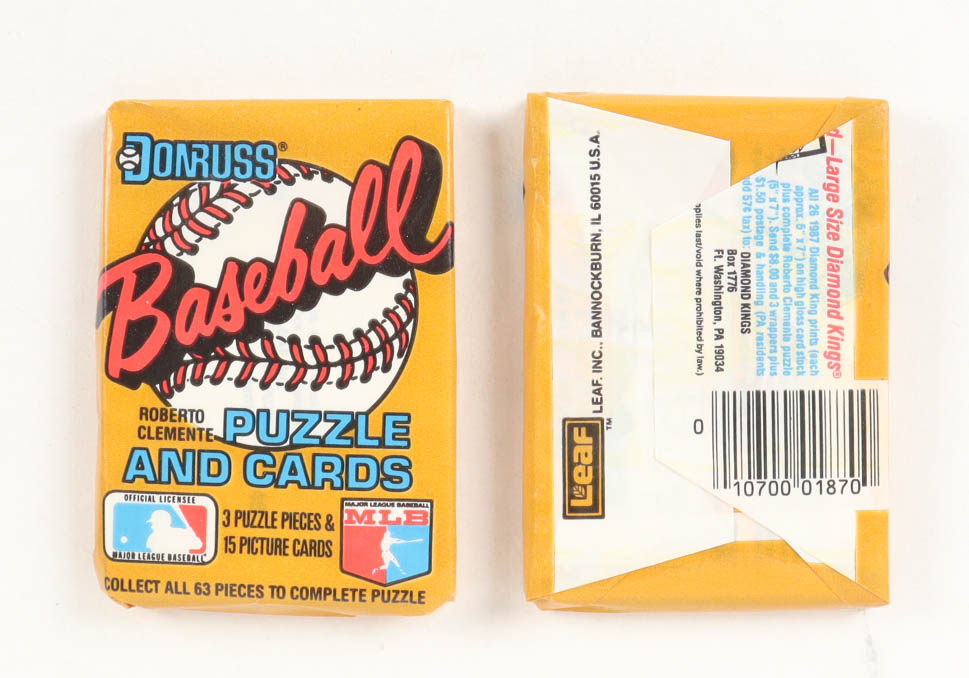 DONRUSS®
Baseball
ROBERTO
CLEMENTE
PUZZLE
AND CARDS
OFFICIAL LICENSEE
MAJOR LEAGUE BASEBALL
3 PUZZLE PIECES &
15 PICTURE CARDS
MAJOR LEAGUE BASEBALL
MLB
COLLECT ALL 63 PIECES TO COMPLETE PUZZLE
Leaf
TM
LEAF, INC., BANNOCKBURN, IL 60015 U.S.A.
d–Large Size Diamond Kings®
All 26 1987 Diamond King prints (each
approx. 5" x 7") on high gloss card stock
plus complete Roberto Clemente puzzle
(5" x 7"). Send $8.00 and 3 wrappers plus
$1.50 postage & handling (PA residents
add 57¢ tax) to: DIAMOND KINGS
Box 1776
Ft. Washington, PA 19034
plies last/void where prohibited by law.)
0
10700 01870